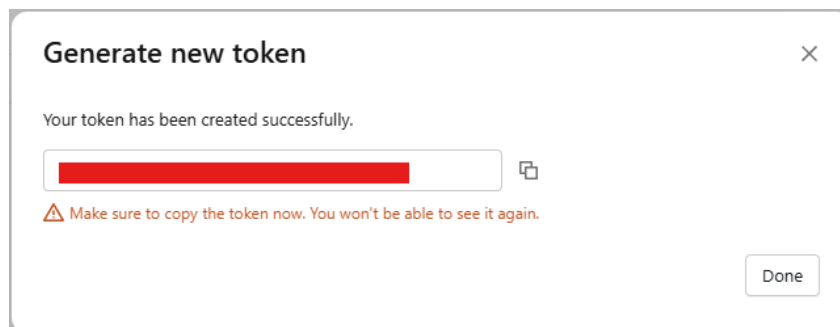 Generate new token
Your token has been created successfully.
Make sure to copy the token now. You won't be able to see it again.
Done